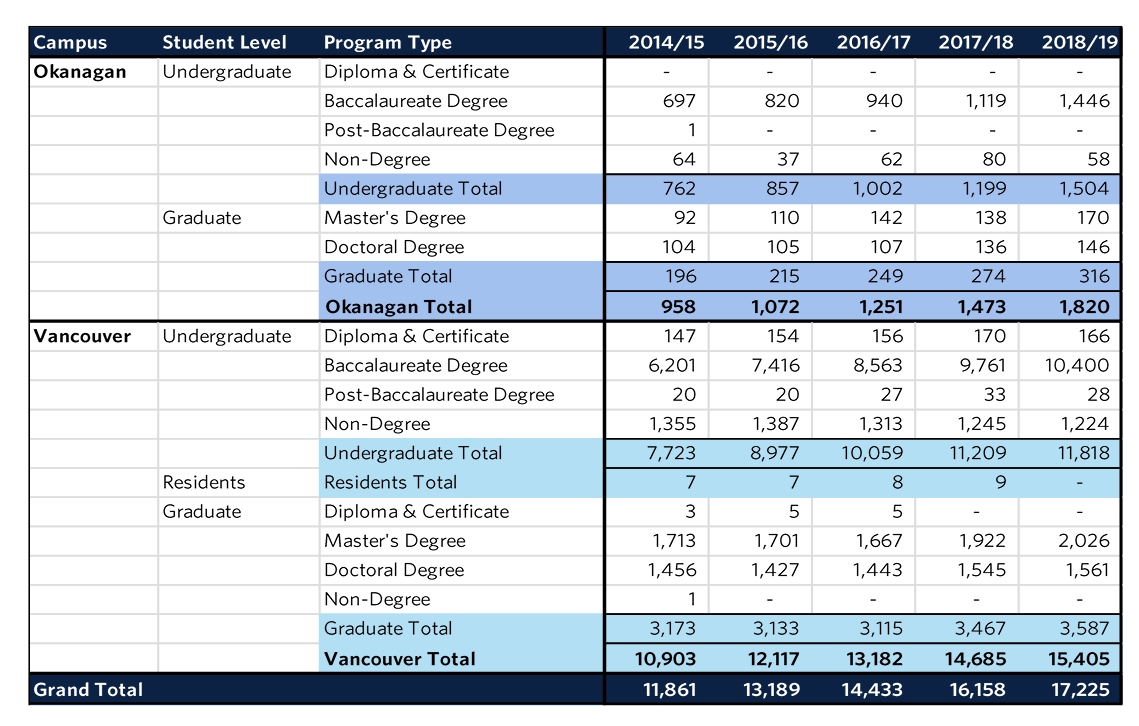 Campus Student Level Program Type 2014/15 2015/16 2016/17 2017/18 2018/19
Okanagan Undergraduate Diploma & Certificate - - - - -
Baccalaureate Degree 697 820 940 1,119 1,446
Post-Baccalaureate Degree 1 - - - -
Non-Degree 64 37 62 80 58
Undergraduate Total 762 857 1,002 1,199 1,504
Graduate Master's Degree 92 110 142 138 170
Doctoral Degree 104 105 107 136 146
Graduate Total 196 215 249 274 316
Okanagan Total 958 1,072 1,251 1,473 1,820
Vancouver Undergraduate Diploma & Certificate 147 154 156 170 166
Baccalaureate Degree 6,201 7,416 8,563 9,761 10,400
Post-Baccalaureate Degree 20 20 27 33 28
Non-Degree 1,355 1,387 1,313 1,245 1,224
Undergraduate Total 7,723 8,977 10,059 11,209 11,818
Residents Residents Total 7 7 8 9 -
Graduate Diploma & Certificate 3 5 5 - -
Master's Degree 1,713 1,701 1,667 1,922 2,026
Doctoral Degree 1,456 1,427 1,443 1,545 1,561
Non-Degree 1 - - - -
Graduate Total 3,173 3,133 3,115 3,467 3,587
Vancouver Total 10,903 12,117 13,182 14,685 15,405
Grand Total 11,861 13,189 14,433 16,158 17,225